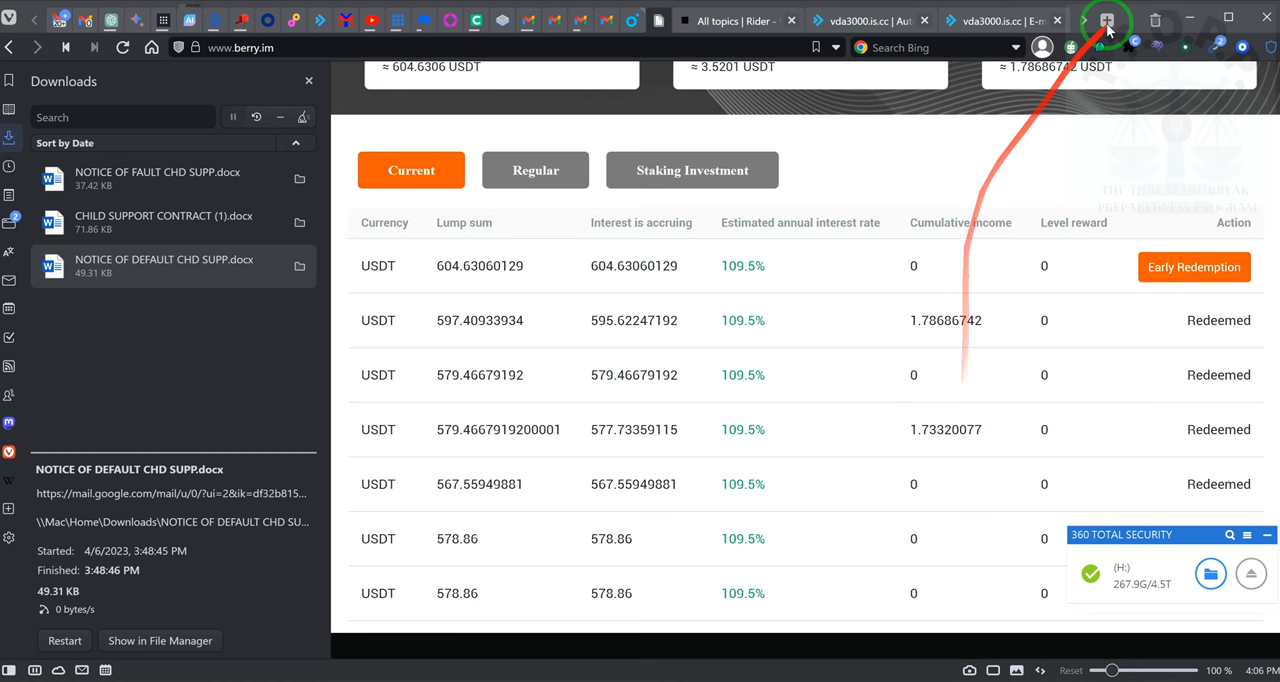 20+
All topics | Rider -
vda3000.is.cc | Aut
vda3000.is.cc | E-m
www.berry.im
Search Bing
C
2
Downloads
Search
Sort by Date
NOTICE OF FAULT CHD SUPP.docx
37.42 KB
CHILD SUPPORT CONTRACT (1).docx
71.86 KB
NOTICE OF DEFAULT CHD SUPP.docx
49.31 KB
2
NOTICE OF DEFAULT CHD SUPP.docx
https://mail.google.com/mail/u/0/?ui=2&ik=df32b815...
\\Mac\Home\Downloads\NOTICE OF DEFAULT CHD SU...
Started: 4/6/2023, 3:48:45 PM
Finished: 3:48:46 PM
49.31 KB
0 bytes/s
Restart Show in File Manager
≈ 604.6306 USDT ≈ 3.5201 USDT ≈ 1.78686742 USDT
THE THREAT OUTBREAK
PREPAREDNESS PROGRAM
Current Regular Staking Investment
Currency Lump sum Interest is accruing Estimated annual interest rate Cumulative income Level reward Action
USDT 604.63060129 604.63060129 109.5% 0 0 Early Redemption
USDT 597.40933934 595.62247192 109.5% 1.78686742 0 Redeemed
USDT 579.46679192 579.46679192 109.5% 0 0 Redeemed
USDT 579.4667919200001 577.73359115 109.5% 1.73320077 0 Redeemed
USDT 567.55949881 567.55949881 109.5% 0 0 Redeemed
USDT 578.86 578.86 109.5% 0 0
USDT 578.86 578.86 109.5% 0 0
360 TOTAL SECURITY
(H:)
267.9G/4.5T
Reset 100 % 4:06 PM